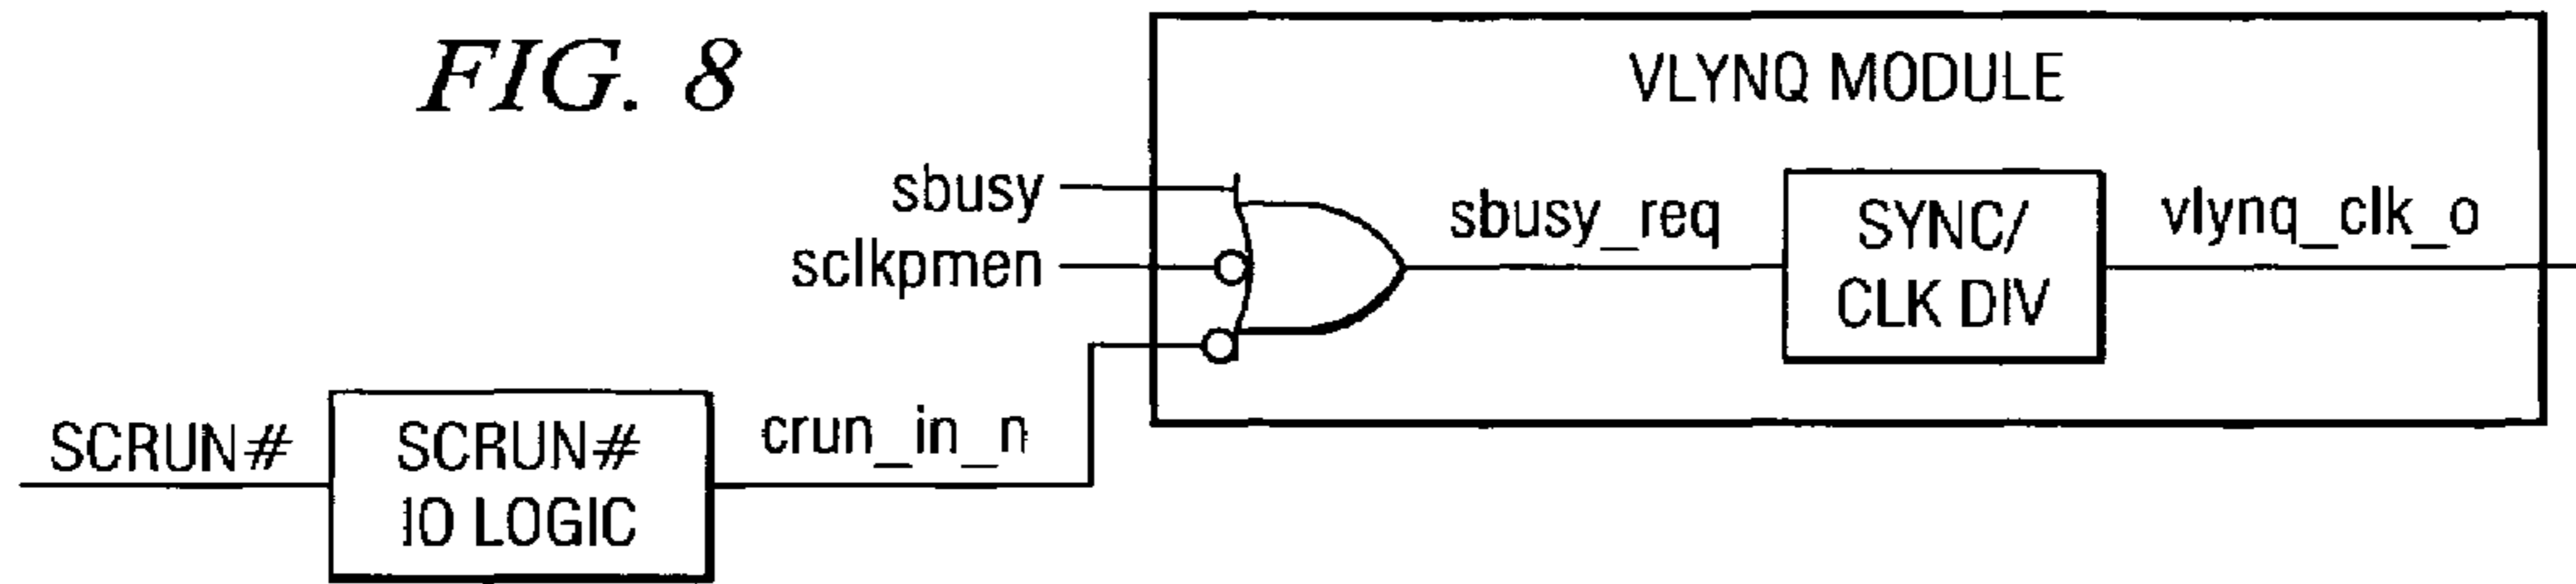 FIG. 8
VLYNQ MODULE
sbusy
sclkpmen
sbusy_req
SYNC/
CLK DIV
vlynq_clk_o
SCRUN#
SCRUN#
IO LOGIC
crun_in_n